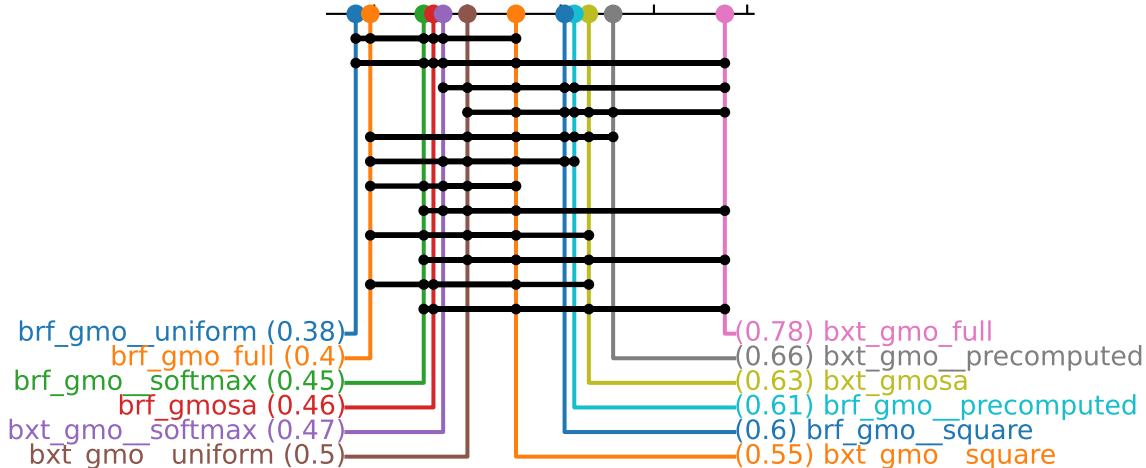 brf_gmo__uniform (0.38)
brf_gmo_full (0.4)
brf_gmo__softmax (0.45)
brf_gmosa (0.46)
bxt_gmo__softmax (0.47)
bxt_gmo__uniform (0.5)
(0.78) bxt_gmo_full
(0.66) bxt_gmo__precomputed
(0.63) bxt_gmosa
(0.61) brf_gmo__precomputed
(0.6) brf_gmo__square
(0.55) bxt_gmo__square